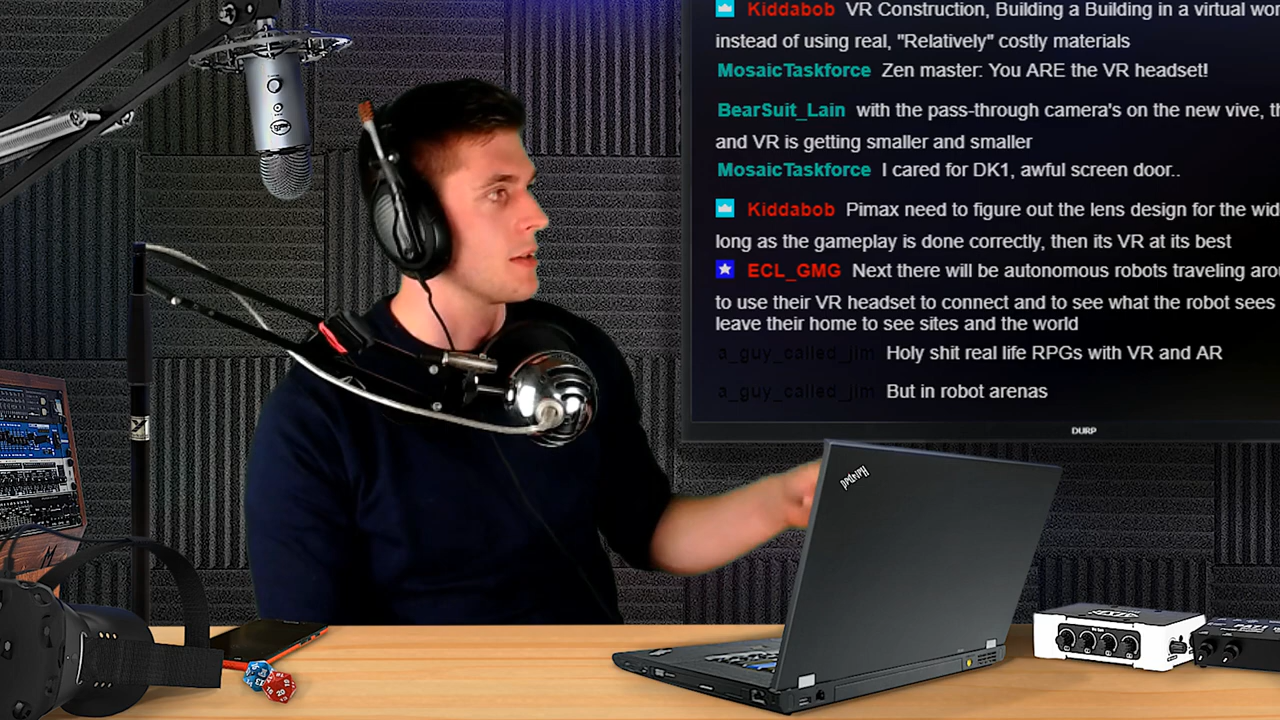 Kiddabob VR Construction, Building a Building in a virtual
instead of using real, "Relatively" costly materials
MosaicTaskforce Zen master: You ARE the VR headset!
BearSuit_Lain with the pass-through camera's on the new vive,
and VR is getting smaller and smaller
MosaicTaskforce I cared for DK1, awful screen door..
Kiddabob Pimax need to figure out the lens design for the
long as the gameplay is done correctly, then its VR at its best
ECL_GMG Next there will be autonomous robots traveling
to use their VR headset to connect and to see what the robot sees
leave their home to see sites and the world
a_guy_called_jim Holy shit real life RPGs with VR and AR
a_guy_called_jim But in robot arenas
DURP
ThinkPad